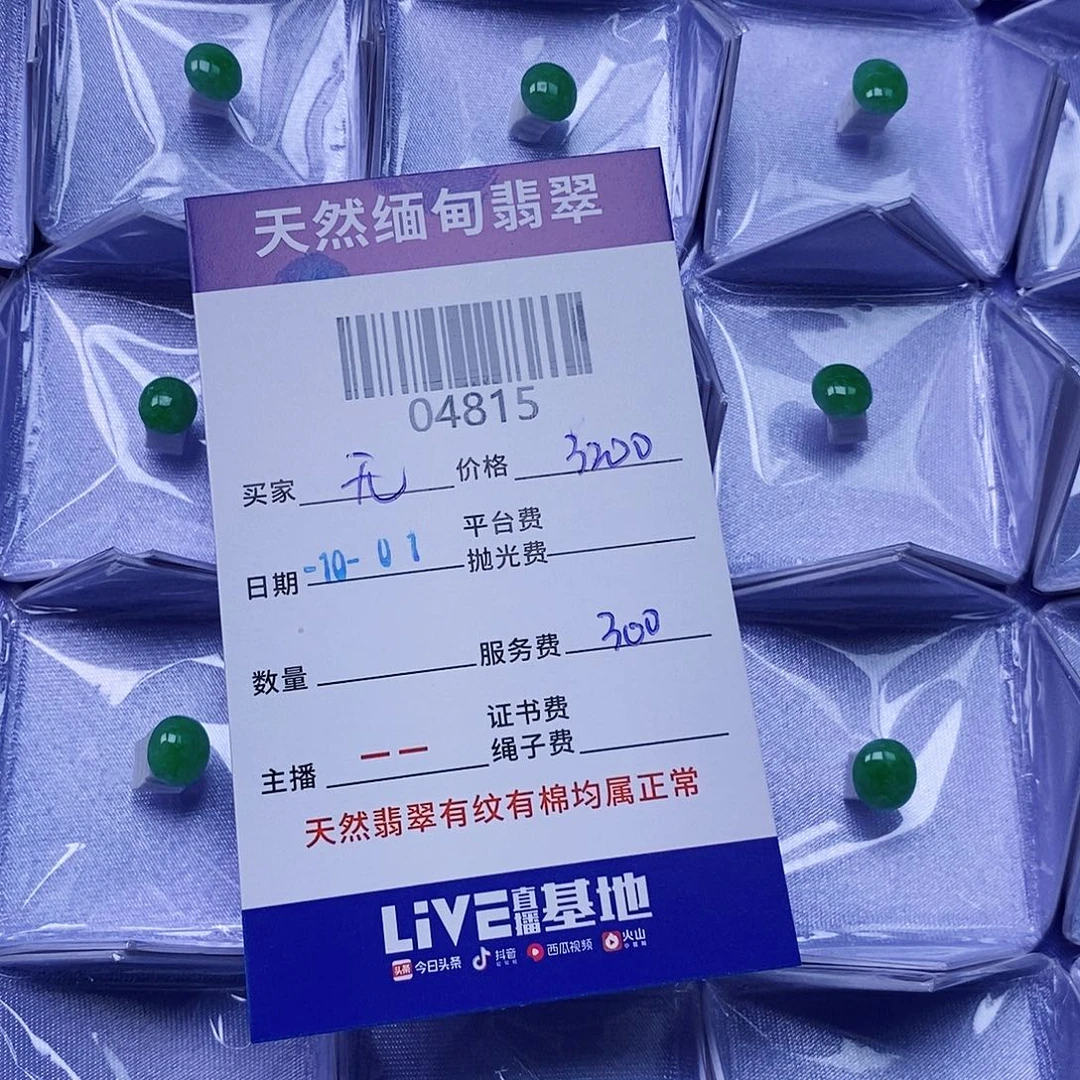 天然缅甸翡翠
04815
买家 无 价格 3200
平台费
日期 -10-01 抛光费
数量 服务费 300
证书费
主播 —— 绳子费
天然翡翠有纹有棉均属正常
LiVE直播基地
头条 今日头条 抖音 西瓜视频 火山